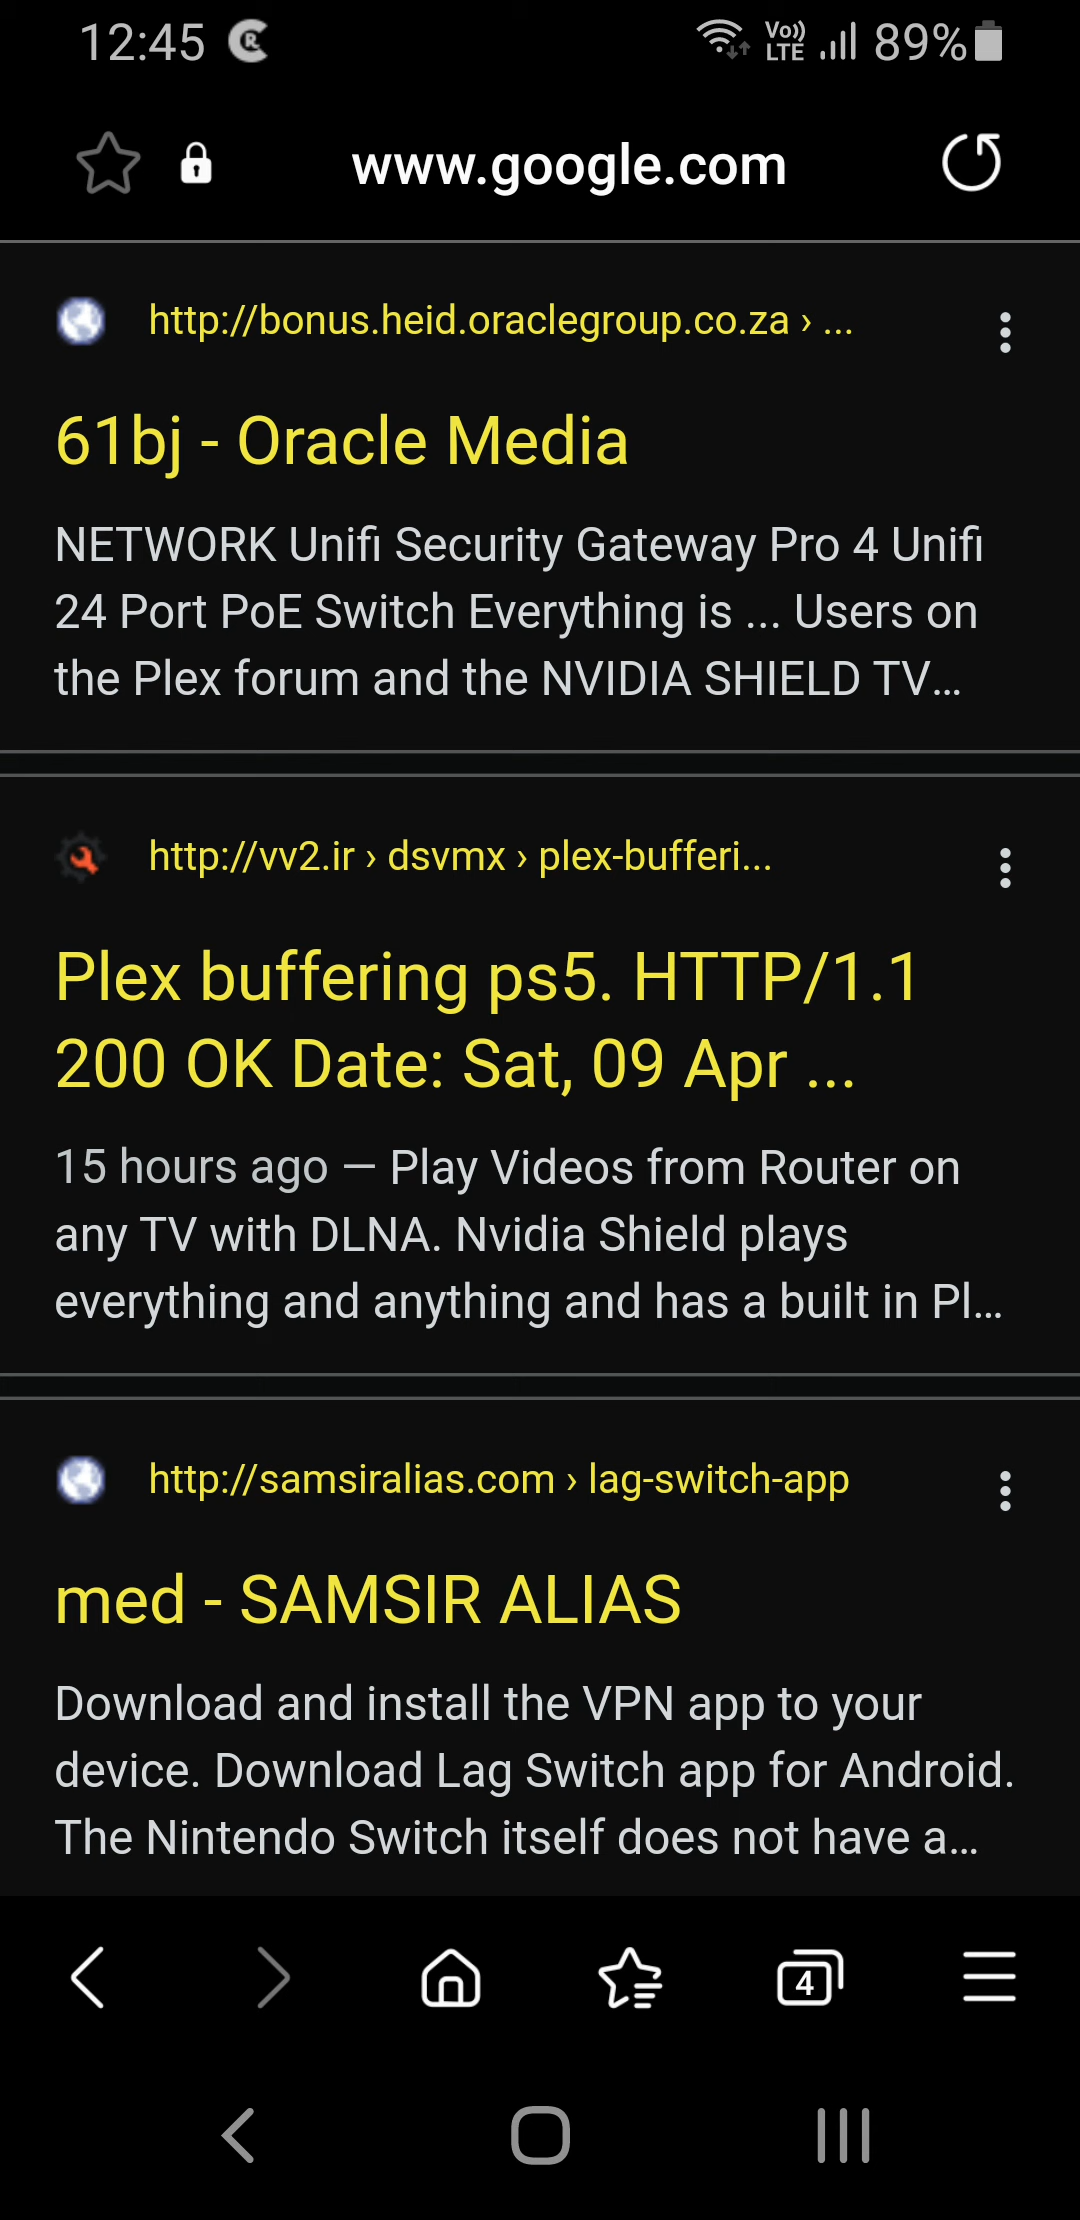 12:45 R Vo)) LTE 89%
www.google.com
http://bonus.heid.oraclegroup.co.za › ...
61bj - Oracle Media
NETWORK Unifi Security Gateway Pro 4 Unifi
24 Port PoE Switch Everything is ... Users on
the Plex forum and the NVIDIA SHIELD TV...
http://vv2.ir › dsvmx › plex-bufferi...
Plex buffering ps5. HTTP/1.1
200 OK Date: Sat, 09 Apr ...
15 hours ago — Play Videos from Router on
any TV with DLNA. Nvidia Shield plays
everything and anything and has a built in Pl...
http://samsiralias.com › lag-switch-app
med - SAMSIR ALIAS
Download and install the VPN app to your
device. Download Lag Switch app for Android.
The Nintendo Switch itself does not have a...
4